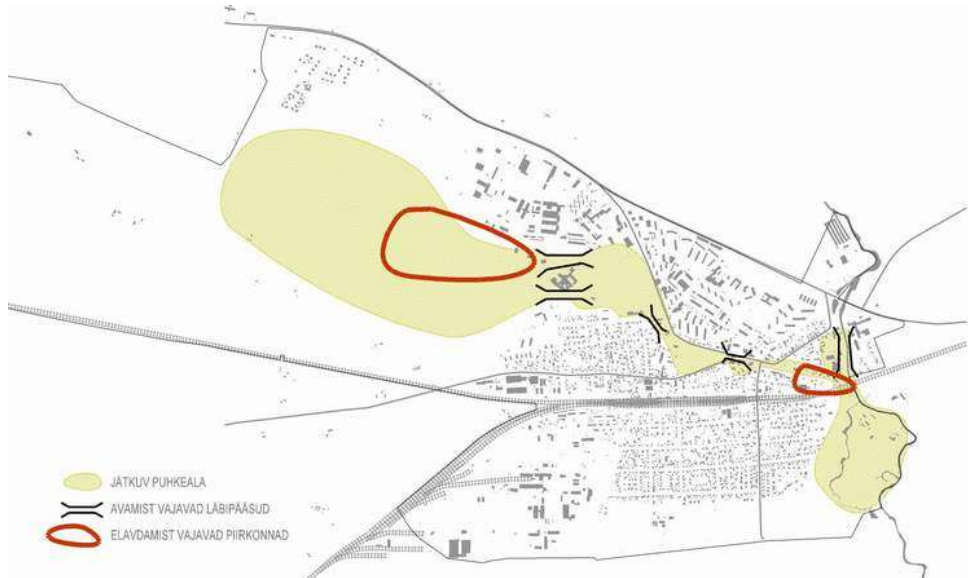 JÄTKUV PUHKEALA
AVAMIST VAJAVAD LÄBIPÄÄSUD
ELAVDAMIST VAJAVAD PIIRKONNAD